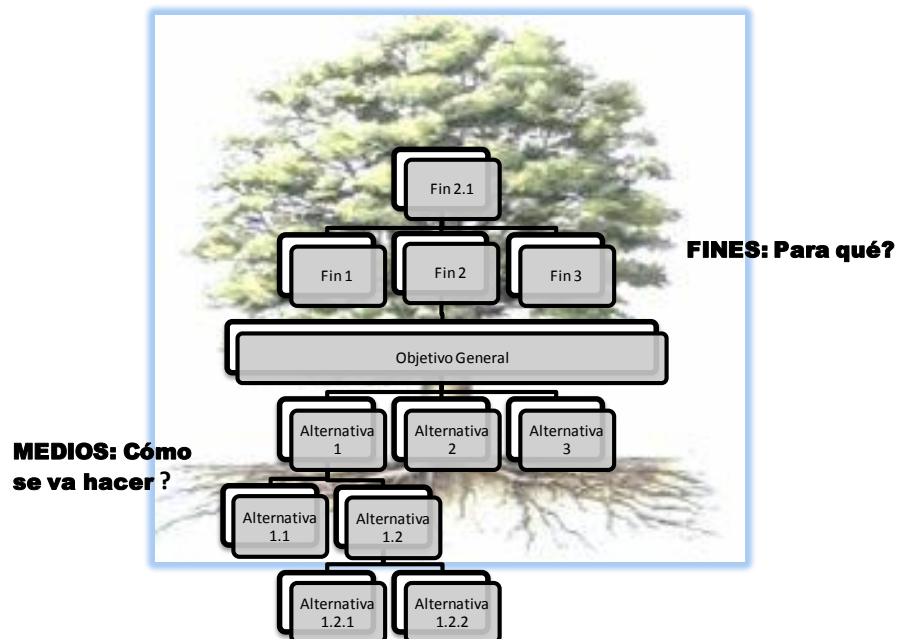 Fin 2.1
Fin 1
Fin 2
Fin 3
FINES: Para qué?
Objetivo General
Alternativa
1
Alternativa
2
Alternativa
3
MEDIOS: Cómo
se va hacer ?
Alternativa
1.1
Alternativa
1.2
Alternativa
1.2.1
Alternativa
1.2.2